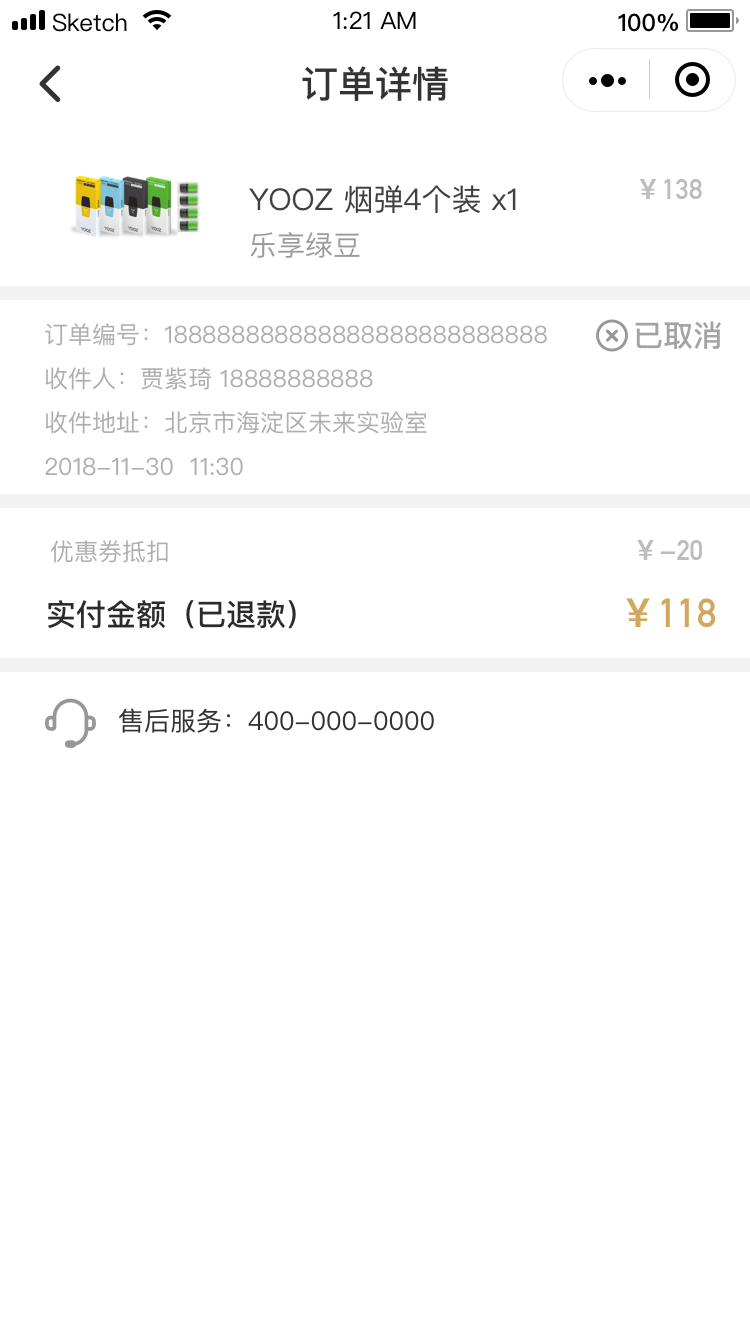 Sketch 1:21 AM 100%
订单详情
YOOZ 烟弹4个装 x1 ¥ 138
乐享绿豆
订单编号：188888888888888888888888888 已取消
收件人：贾紫琦 18888888888
收件地址：北京市海淀区未来实验室
2018-11-30 11:30
优惠券抵扣 ¥ -20
实付金额（已退款） ¥ 118
售后服务：400-000-0000